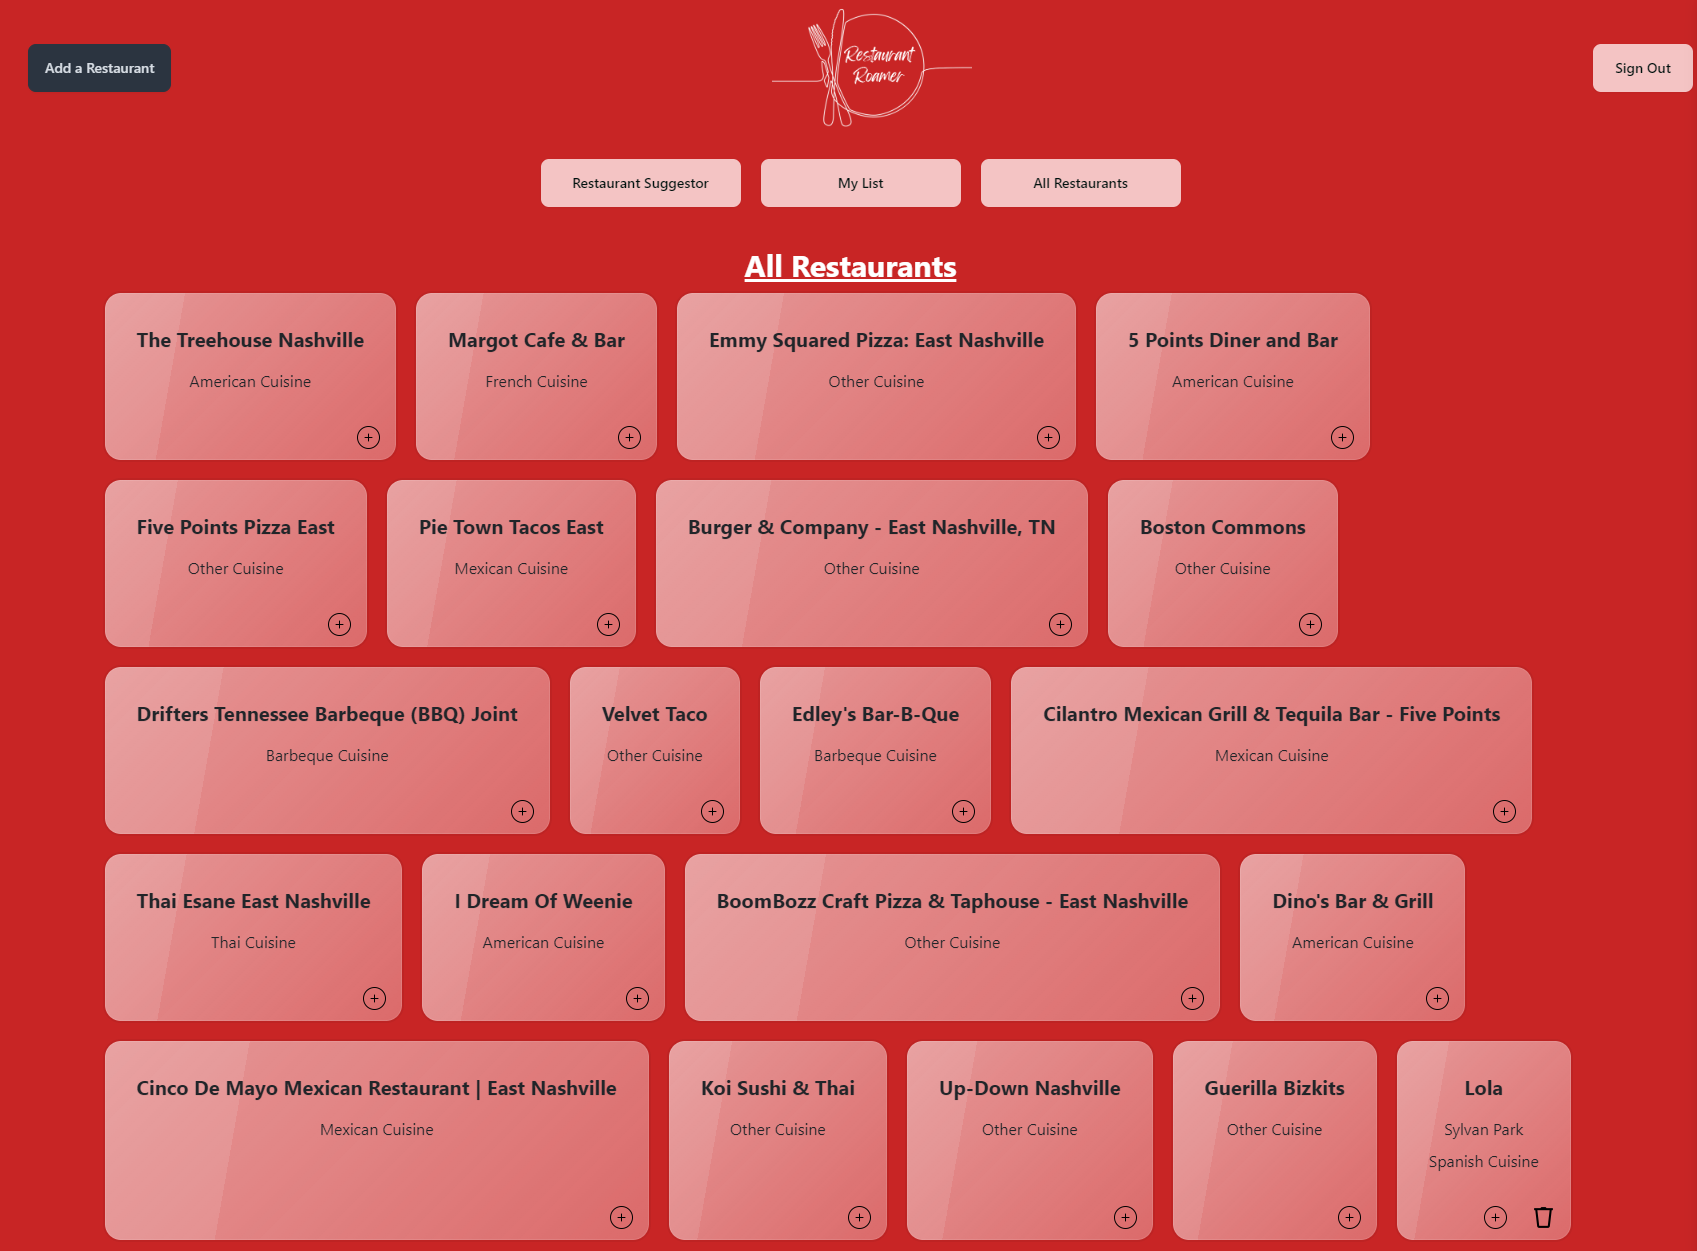 Add a Restaurant
Restaurant
Roamer
Sign Out
Restaurant Suggestor
My List
All Restaurants
All Restaurants
The Treehouse Nashville
American Cuisine
Margot Cafe & Bar
French Cuisine
Emmy Squared Pizza: East Nashville
Other Cuisine
5 Points Diner and Bar
American Cuisine
Five Points Pizza East
Other Cuisine
Pie Town Tacos East
Mexican Cuisine
Burger & Company - East Nashville, TN
Other Cuisine
Boston Commons
Other Cuisine
Drifters Tennessee Barbeque (BBQ) Joint
Barbeque Cuisine
Velvet Taco
Other Cuisine
Edley's Bar-B-Que
Barbeque Cuisine
Cilantro Mexican Grill & Tequila Bar - Five Points
Mexican Cuisine
Thai Esane East Nashville
Thai Cuisine
I Dream Of Weenie
American Cuisine
BoomBozz Craft Pizza & Taphouse - East Nashville
Other Cuisine
Dino's Bar & Grill
American Cuisine
Cinco De Mayo Mexican Restaurant | East Nashville
Mexican Cuisine
Koi Sushi & Thai
Other Cuisine
Up-Down Nashville
Other Cuisine
Guerilla Bizkits
Other Cuisine
Lola
Sylvan Park
Spanish Cuisine